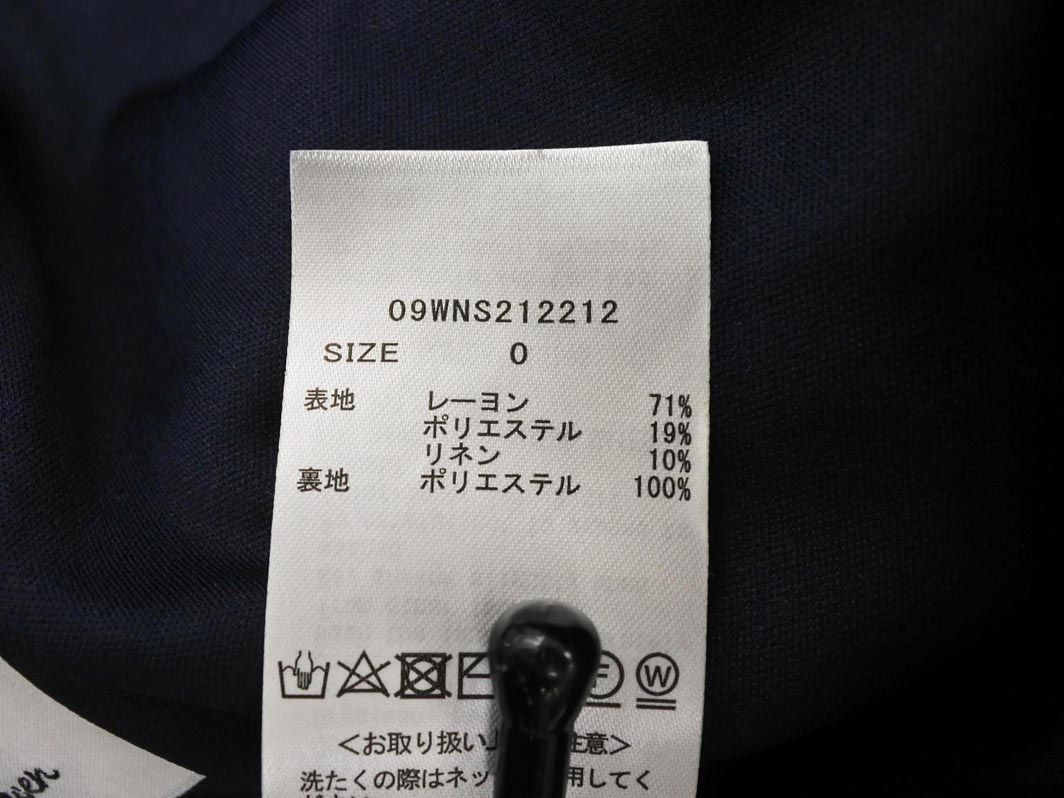 09WNS212212
SIZE 0
表地 レーヨン 71%
ポリエステル 19%
リネン 10%
裏地 ポリエステル 100%
F W
<お取り扱い 注意>
洗たくの際はネッ 用してく